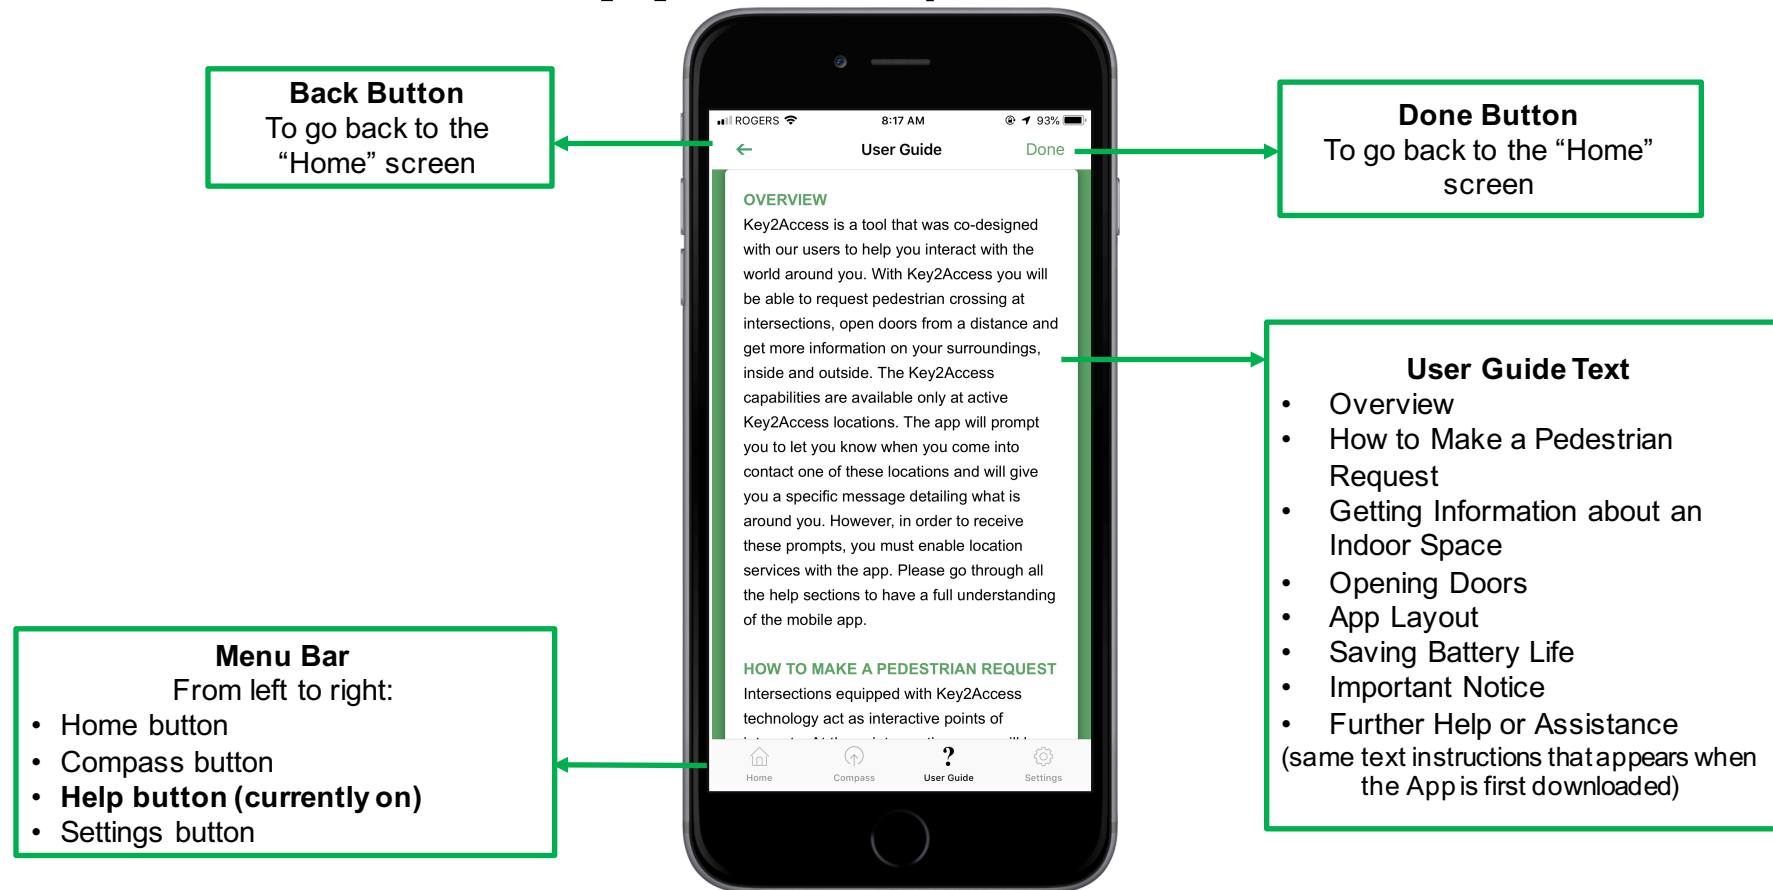 Back Button
To go back to the
“Home” screen
Done Button
To go back to the “Home”
screen
ROGERS
8:17 AM
93%
User Guide
Done
OVERVIEW
Key2Access is a tool that was co-designed
with our users to help you interact with the
world around you. With Key2Access you will
be able to request pedestrian crossing at
intersections, open doors from a distance and
get more information on your surroundings,
inside and outside. The Key2Access
capabilities are available only at active
Key2Access locations. The app will prompt
you to let you know when you come into
contact one of these locations and will give
you a specific message detailing what is
around you. However, in order to receive
these prompts, you must enable location
services with the app. Please go through all
the help sections to have a full understanding
of the mobile app.
HOW TO MAKE A PEDESTRIAN REQUEST
Intersections equipped with Key2Access
technology act as interactive points of
Home
Compass
?
User Guide
Settings
User Guide Text
• Overview
• How to Make a Pedestrian
Request
• Getting Information about an
Indoor Space
• Opening Doors
• App Layout
• Saving Battery Life
• Important Notice
• Further Help or Assistance
(same text instructions that appears when
the App is first downloaded)
Menu Bar
From left to right:
• Home button
• Compass button
• Help button (currently on)
• Settings button